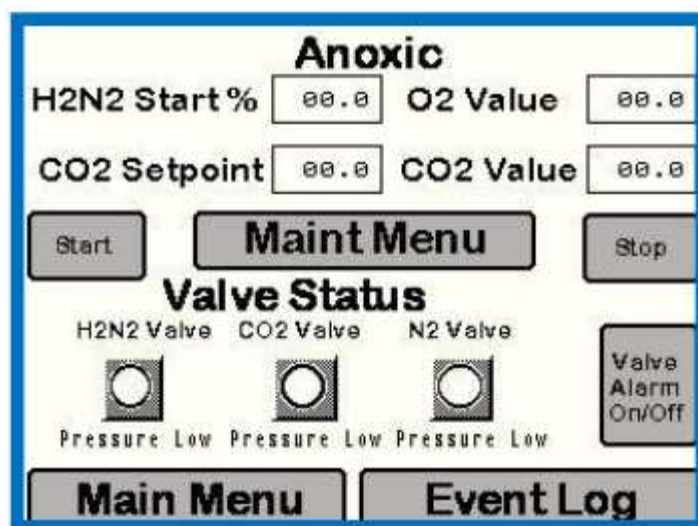 Anoxic
H2N2 Start % 00.0 O2 Value 00.0
CO2 Setpoint 00.0 CO2 Value 00.0
Start Maint Menu Stop
Valve Status
H2N2 Valve CO2 Valve N2 Valve
Valve
Alarm
On/Off
Pressure Low Pressure Low Pressure Low
Main Menu Event Log